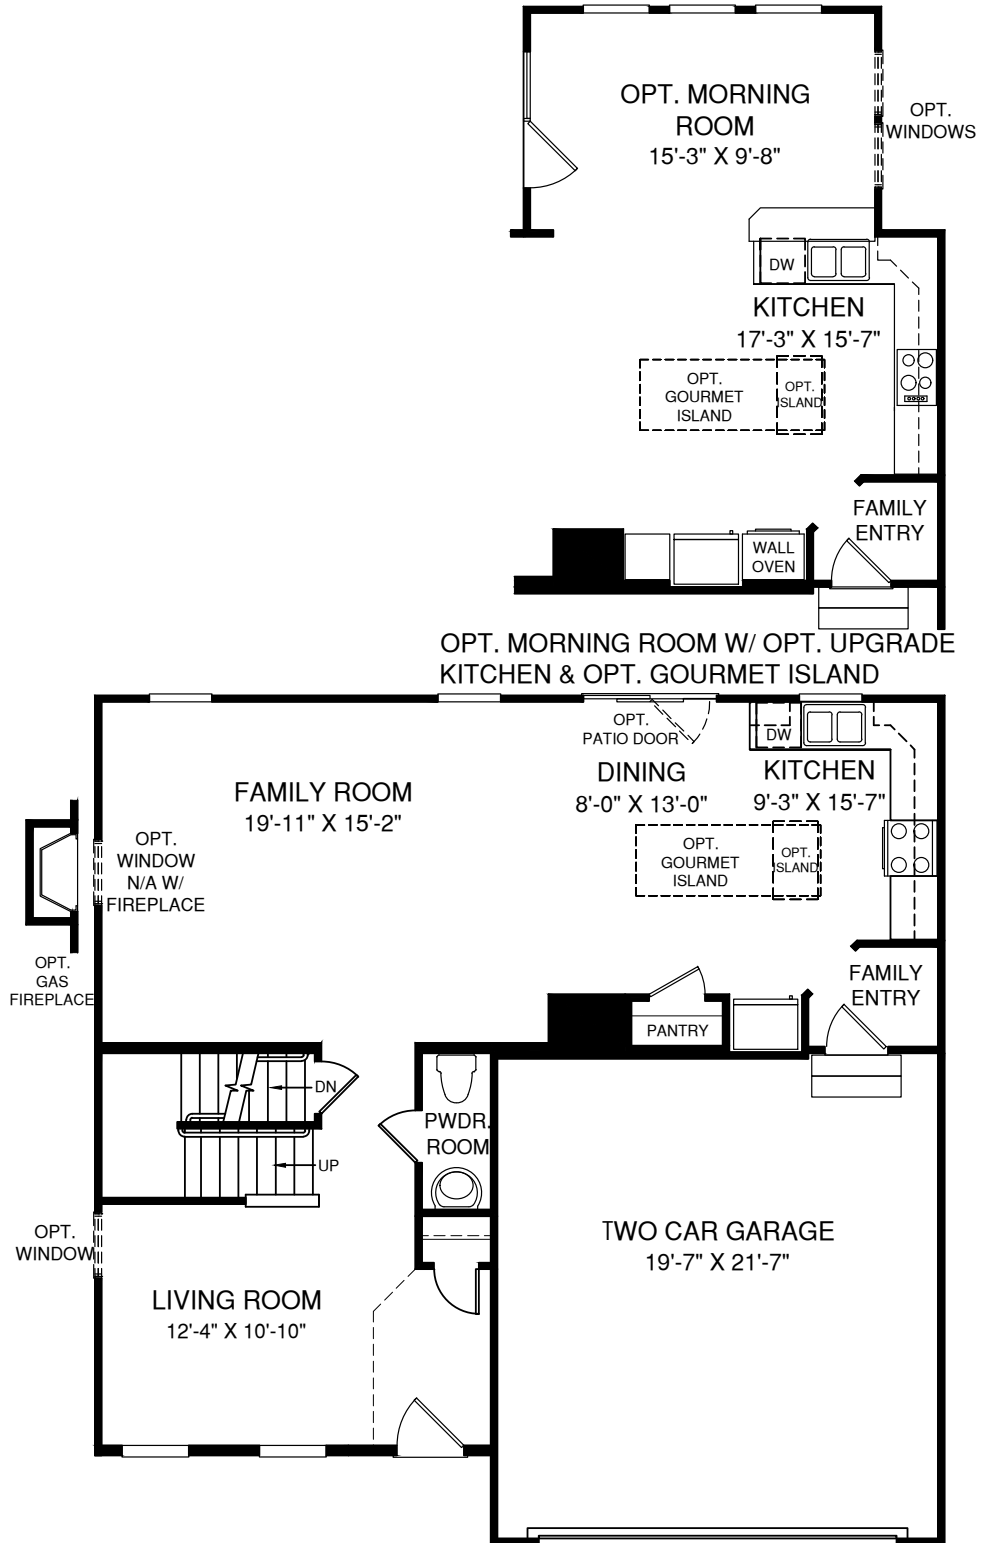 OPT. MORNING
ROOM
15'-3" X 9'-8"
OPT.
WINDOWS
DW
KITCHEN
17'-3" X 15'-7"
OPT.
GOURMET
ISLAND
OPT.
ISLAND
FAMILY
ENTRY
WALL
OVEN
OPT. MORNING ROOM W/ OPT. UPGRADE
KITCHEN & OPT. GOURMET ISLAND
OPT.
PATIO DOOR
DW
FAMILY ROOM
19'-11" X 15'-2"
DINING
8'-0" X 13'-0"
KITCHEN
9'-3" X 15'-7"
OPT.
WINDOW
N/A W/
FIREPLACE
OPT.
GOURMET
ISLAND
OPT.
ISLAND
OPT.
GAS
FIREPLACE
FAMILY
ENTRY
PANTRY
DN
PWDR.
ROOM
UP
OPT.
WINDOW
TWO CAR GARAGE
19'-7" X 21'-7"
LIVING ROOM
12'-4" X 10'-10"